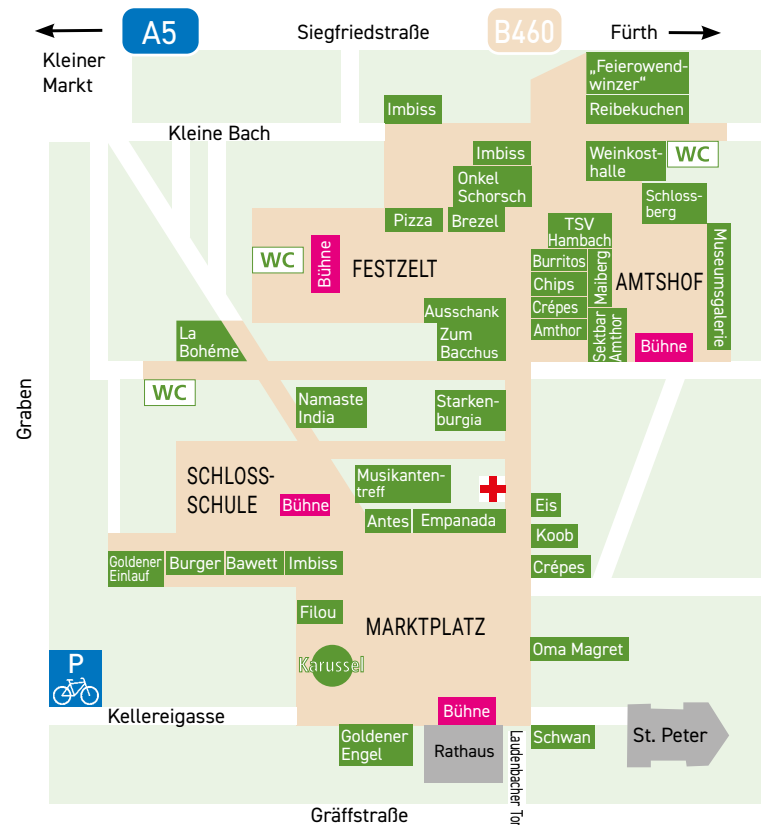 A5
Siegfriedstraße
B460
Fürth
Kleiner
Markt
„Feierowend-
winzer"
Imbiss
Reibekuchen
Kleine Bach
Imbiss
Weinkost-
halle
WC
Onkel
Schorsch
Schloss-
berg
Pizza
Brezel
TSV
Hambach
Museumsgalerie
WC
Bühne
FESTZELT
Burritos
Maiberg
AMTSHOF
Chips
Ausschank
Crépes
Amthor
Sektbar
Amthor
Bühne
La
Bohéme
Zum
Bacchus
WC
Graben
Namaste
India
Starken-
burgia
SCHLOSS-
SCHULE
Bühne
Musikanten-
treff
Antes
Empanada
Eis
Koob
Crépes
Goldener
Einlauf
Burger
Bawett
Imbiss
Filou
MARKTPLATZ
Karussel
Oma Magret
P
Kellereigasse
Bühne
Goldener
Engel
Rathaus
Laudenbacher Tor
Schwan
St. Peter
Gräffstraße